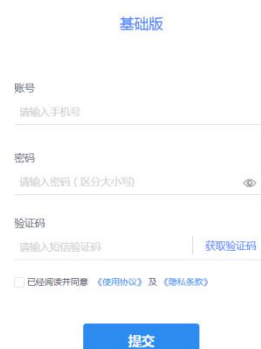 基础版
账号
请输入手机号
密码
请输入密码（区分大小写)
验证码
请输入短信验证码 获取验证码
已经阅读并同意 《使用协议》 及 《隐私条款》
提交